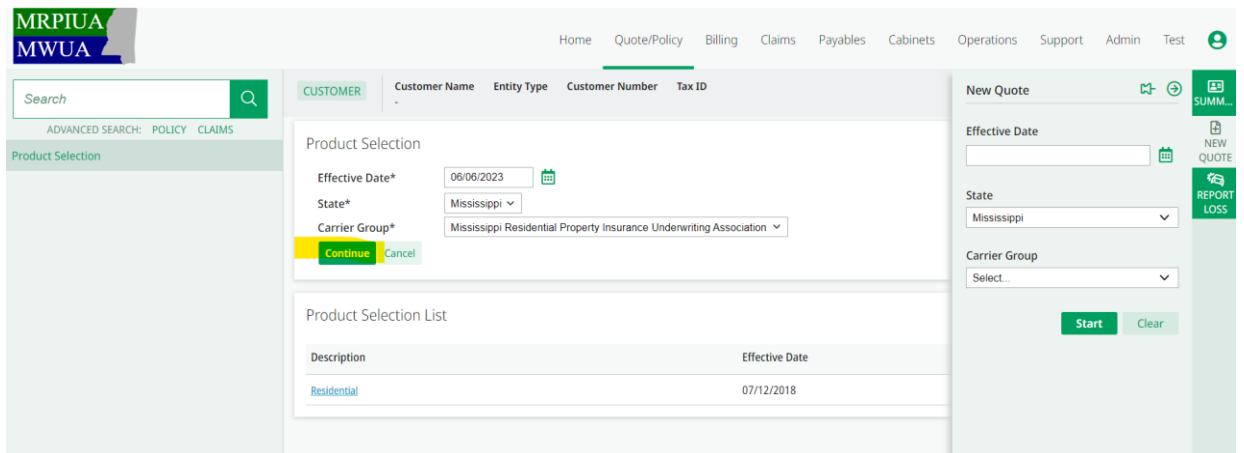 MRPIUA
MWUA
Home Quote/Policy Billing Claims Payables Cabinets Operations Support Admin Test
Search
ADVANCED SEARCH: POLICY CLAIMS
Product Selection
CUSTOMER Customer Name Entity Type Customer Number Tax ID
-
Product Selection
Effective Date* 06/06/2023
State* Mississippi
Carrier Group* Mississippi Residential Property Insurance Underwriting Association
Continue Cancel
Product Selection List
Description Effective Date
Residential 07/12/2018
New Quote
Effective Date
State
Mississippi
Carrier Group
Select...
Start Clear
SUMM...
NEW
QUOTE
REPORT
LOSS